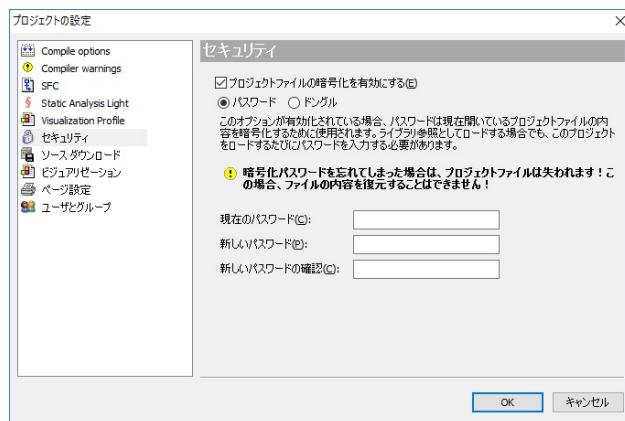 プロジェクトの設定
Compile options
Compiler warnings
SFC
Static Analysis Light
Visualization Profile
セキュリティ
ソース ダウンロード
ビジュアリゼーション
ページ設定
ユーザとグループ
セキュリティ
プロジェクトファイルの暗号化を有効にする(E)
パスワード ドングル
このオプションが有効化されている場合、パスワードは現在開いているプロジェクトファイルの内
容を暗号化するために使用されます。ライブラリ参照としてロードする場合でも、このプロジェクト
をロードするたびにパスワードを入力する必要があります。
暗号化パスワードを忘れてしまった場合は、プロジェクトファイルは失われます！こ
の場合、ファイルの内容を復元することはできません！
現在のパスワード(C):
新しいパスワード(P):
新しいパスワードの確認(C):
OK キャンセル